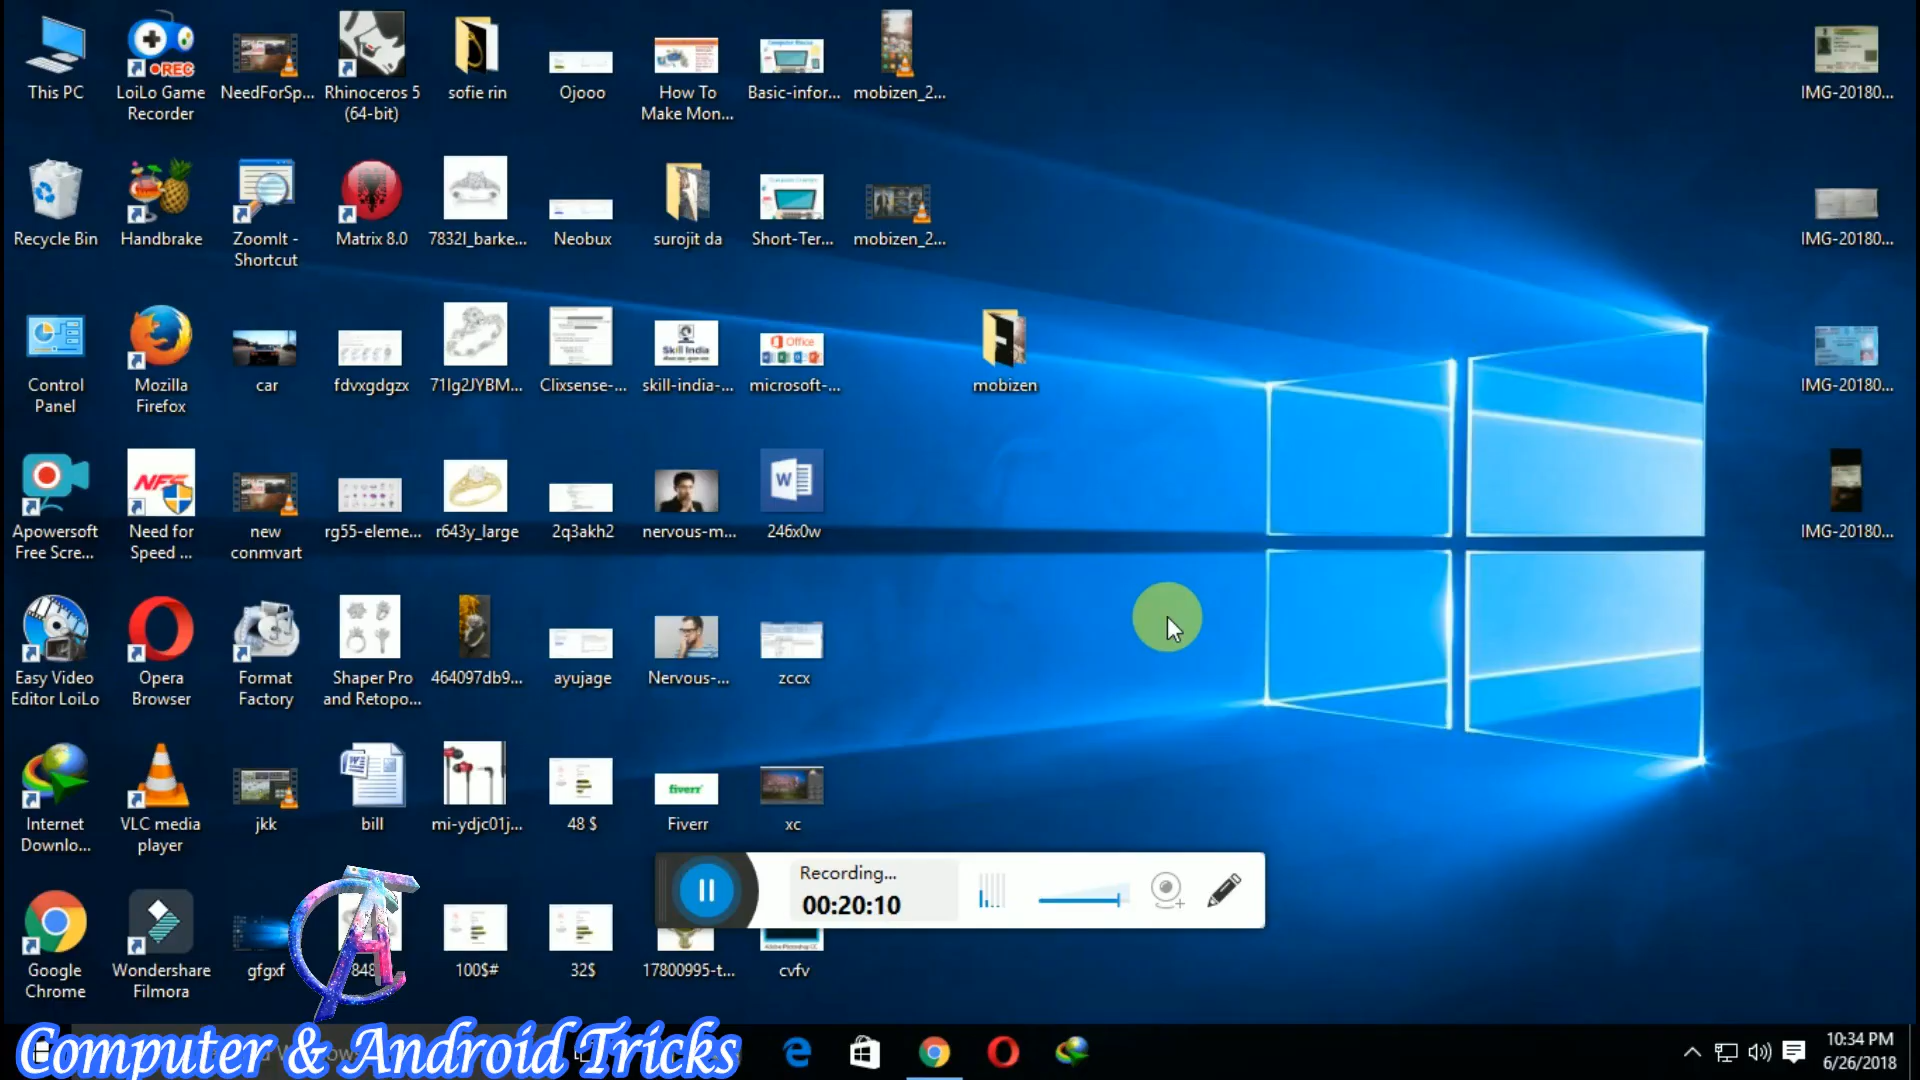 This PC
LoiLo Game
Recorder
REC
NeedForSp...
Rhinoceros 5
(64-bit)
sofie rin
Ojooo
How To
Make Mon...
Basic-infor...
mobizen_2...
IMG-20180...
Recycle Bin
Handbrake
ZoomIt -
Shortcut
Matrix 8.0
7832l_barke...
Neobux
surojit da
Short-Ter...
mobizen_2...
IMG-20180...
Control
Panel
Mozilla
Firefox
car
fdvxgdgzx
71lg2JYBM...
Clixsense-...
Skill India
skill-india-...
Office
microsoft-...
mobizen
IMG-20180...
Apowersoft
Free Scre...
NFS
Need for
Speed ...
new
conmvart
rg55-eleme...
r643y_large
2q3akh2
nervous-m...
W
246x0w
IMG-20180...
Easy Video
Editor LoiLo
Opera
Browser
Format
Factory
Shaper Pro
and Retopo...
464097db9...
ayujage
Nervous-...
zccx
Internet
Downlo...
VLC media
player
jkk
bill
mi-ydjc01j...
48 $
fiverr
Fiverr
xc
Recording...
00:20:10
Google
Chrome
Wondershare
Filmora
gfgxf
848
100$#
32$
17800995-t...
cvfv
Computer & Android Tricks
10:34 PM
6/26/2018